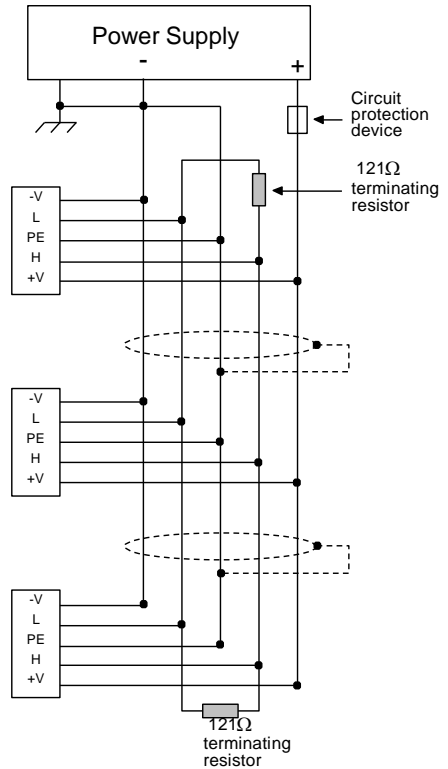 Power Supply
-
+
Circuit
protection
device
121Ω
terminating
resistor
-V
L
PE
H
+V
-V
L
PE
H
+V
-V
L
PE
H
+V
121Ω
terminating
resistor